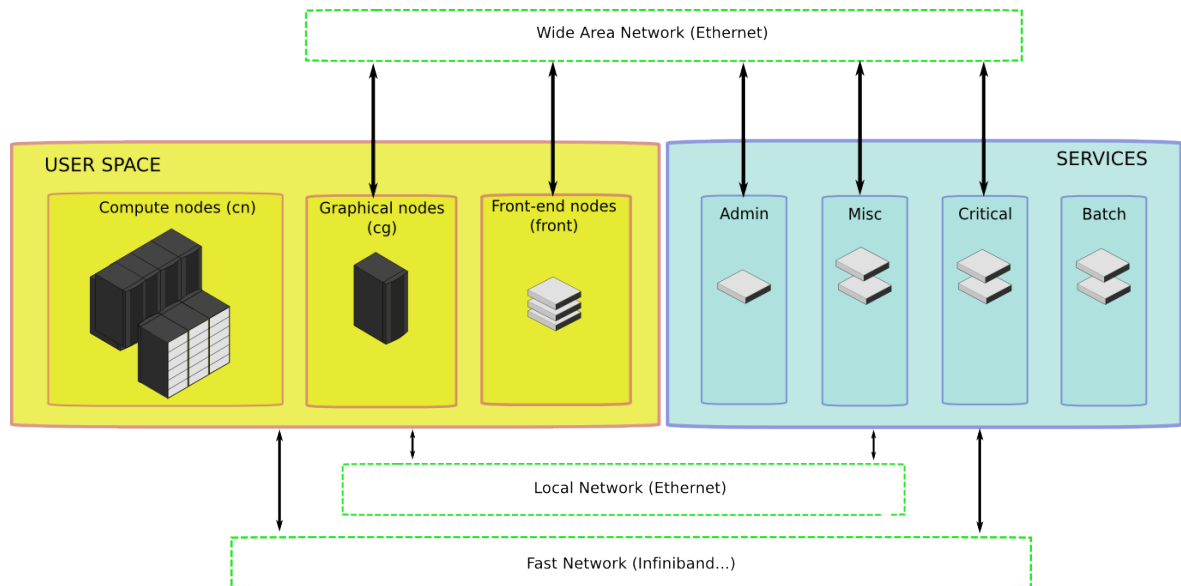 Wide Area Network (Ethernet)
USER SPACE
SERVICES
Compute nodes (cn)
Graphical nodes
(cg)
Front-end nodes
(front)
Admin
Misc
Critical
Batch
Local Network (Ethernet)
Fast Network (Infiniband...)